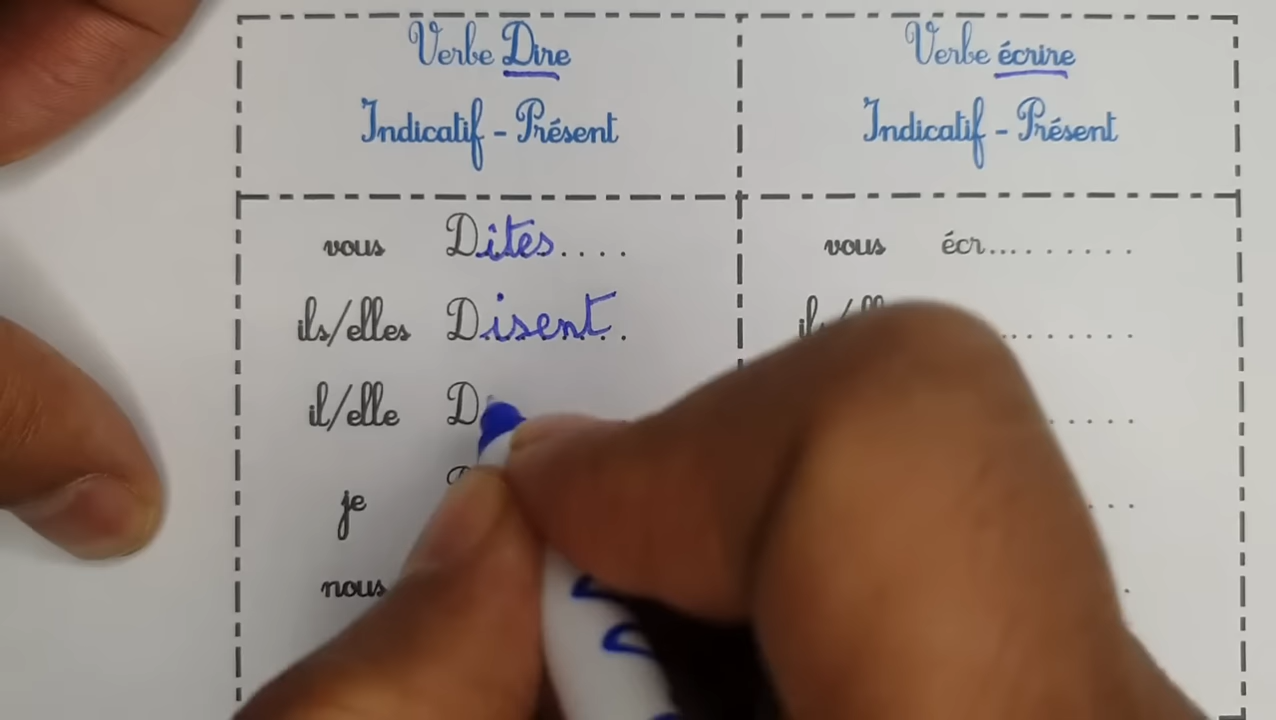 Verbe Dire
Indicatif - Présent
Verbe écrire
Indicatif - Présent
vous Dites....
ils/elles Disent..
il/elle D
je
nous
vous écr.........